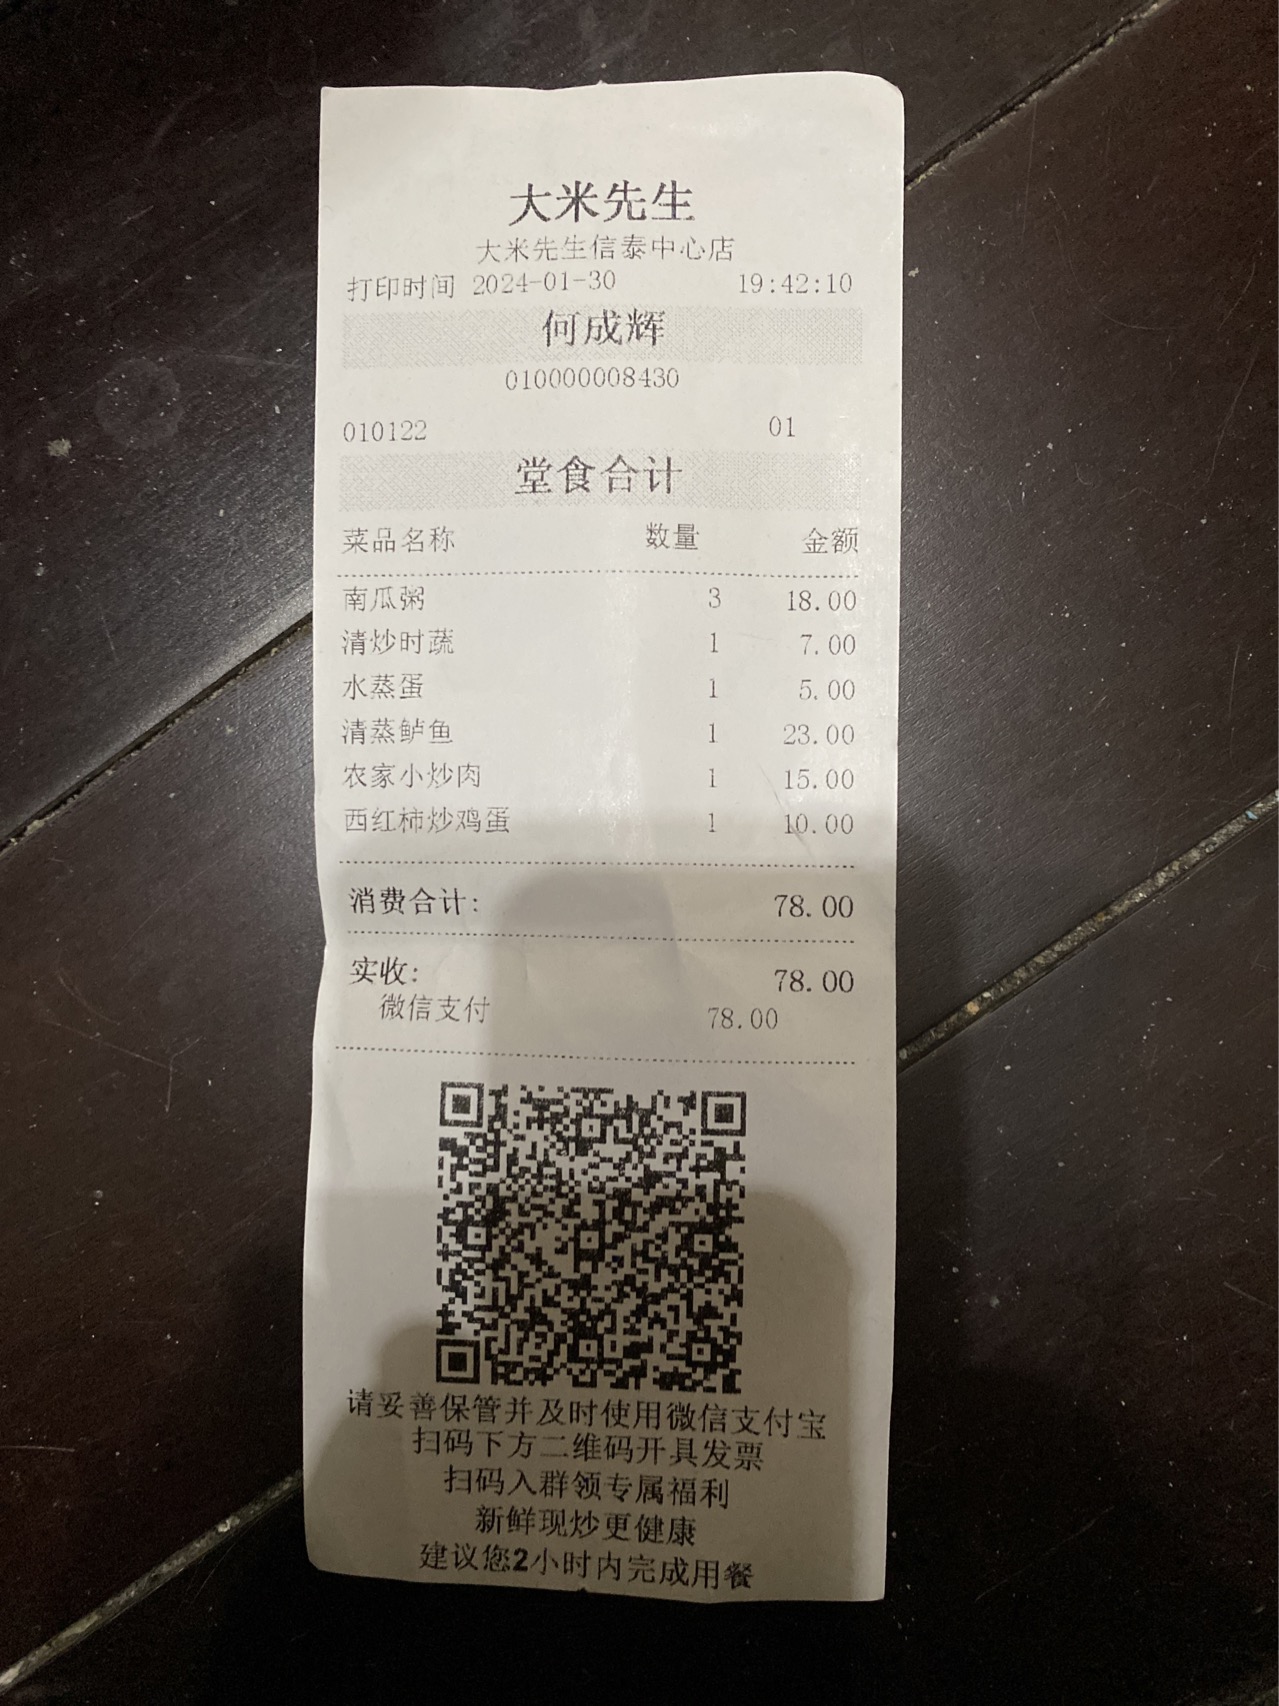 大米先生
大米先生信泰中心店
打印时间 2024-01-30 19:42:10
何成辉
010000008430
010122 01
堂食合计
菜品名称 数量 金额
南瓜粥 3 18.00
清炒时蔬 1 7.00
水蒸蛋 1 5.00
清蒸鲈鱼 1 23.00
农家小炒肉 1 15.00
西红柿炒鸡蛋 1 10.00
消费合计: 78.00
实收: 78.00
微信支付 78.00
请妥善保管并及时使用微信支付宝
扫码下方二维码开具发票
扫码入群领专属福利
新鲜现炒更健康
建议您2小时内完成用餐